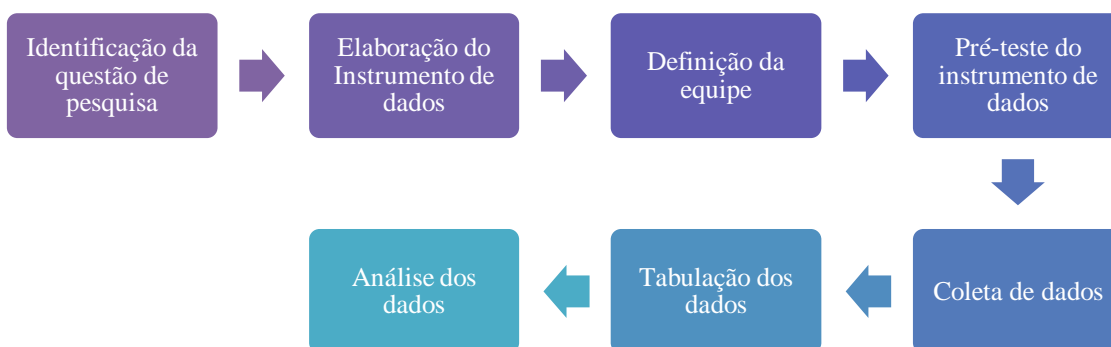 Identificação da
questão de
pesquisa
Elaboração do
Instrumento de
dados
Definição da
equipe
Pré-teste do
instrumento de
dados
Coleta de dados
Tabulação dos
dados
Análise dos
dados